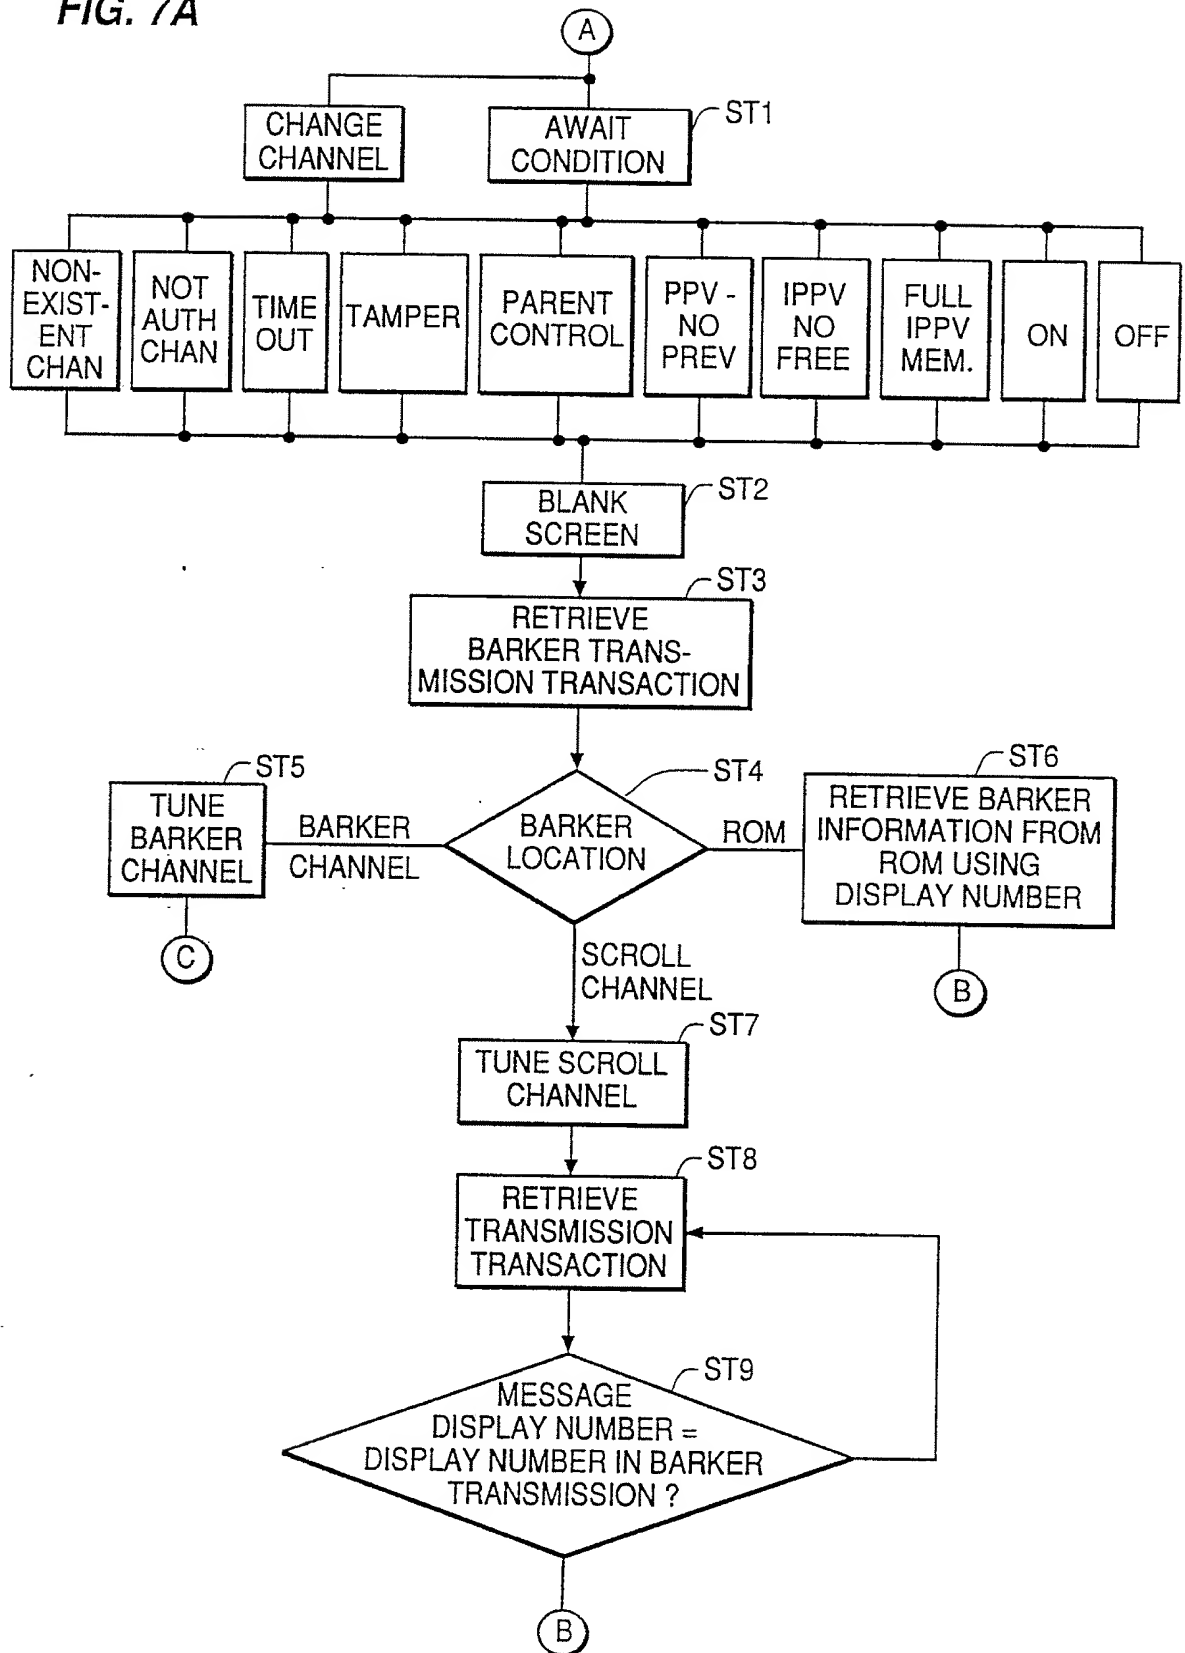 FIG. 7A
A
CHANGE
CHANNEL
AWAIT
CONDITION
ST1
NON-
EXIST-
ENT
CHAN
NOT
AUTH
CHAN
TIME
OUT
TAMPER
PARENT
CONTROL
PPV -
NO
PREV
IPPV
NO
FREE
FULL
IPPV
MEM.
ON
OFF
BLANK
SCREEN
ST2
RETRIEVE
BARKER TRANS-
MISSION TRANSACTION
ST3
TUNE
BARKER
CHANNEL
ST5
BARKER
CHANNEL
BARKER
LOCATION
ST4
ROM
RETRIEVE BARKER
INFORMATION FROM
ROM USING
DISPLAY NUMBER
ST6
C
B
SCROLL
CHANNEL
TUNE SCROLL
CHANNEL
ST7
RETRIEVE
TRANSMISSION
TRANSACTION
ST8
MESSAGE
DISPLAY NUMBER =
DISPLAY NUMBER IN BARKER
TRANSMISSION ?
ST9
B